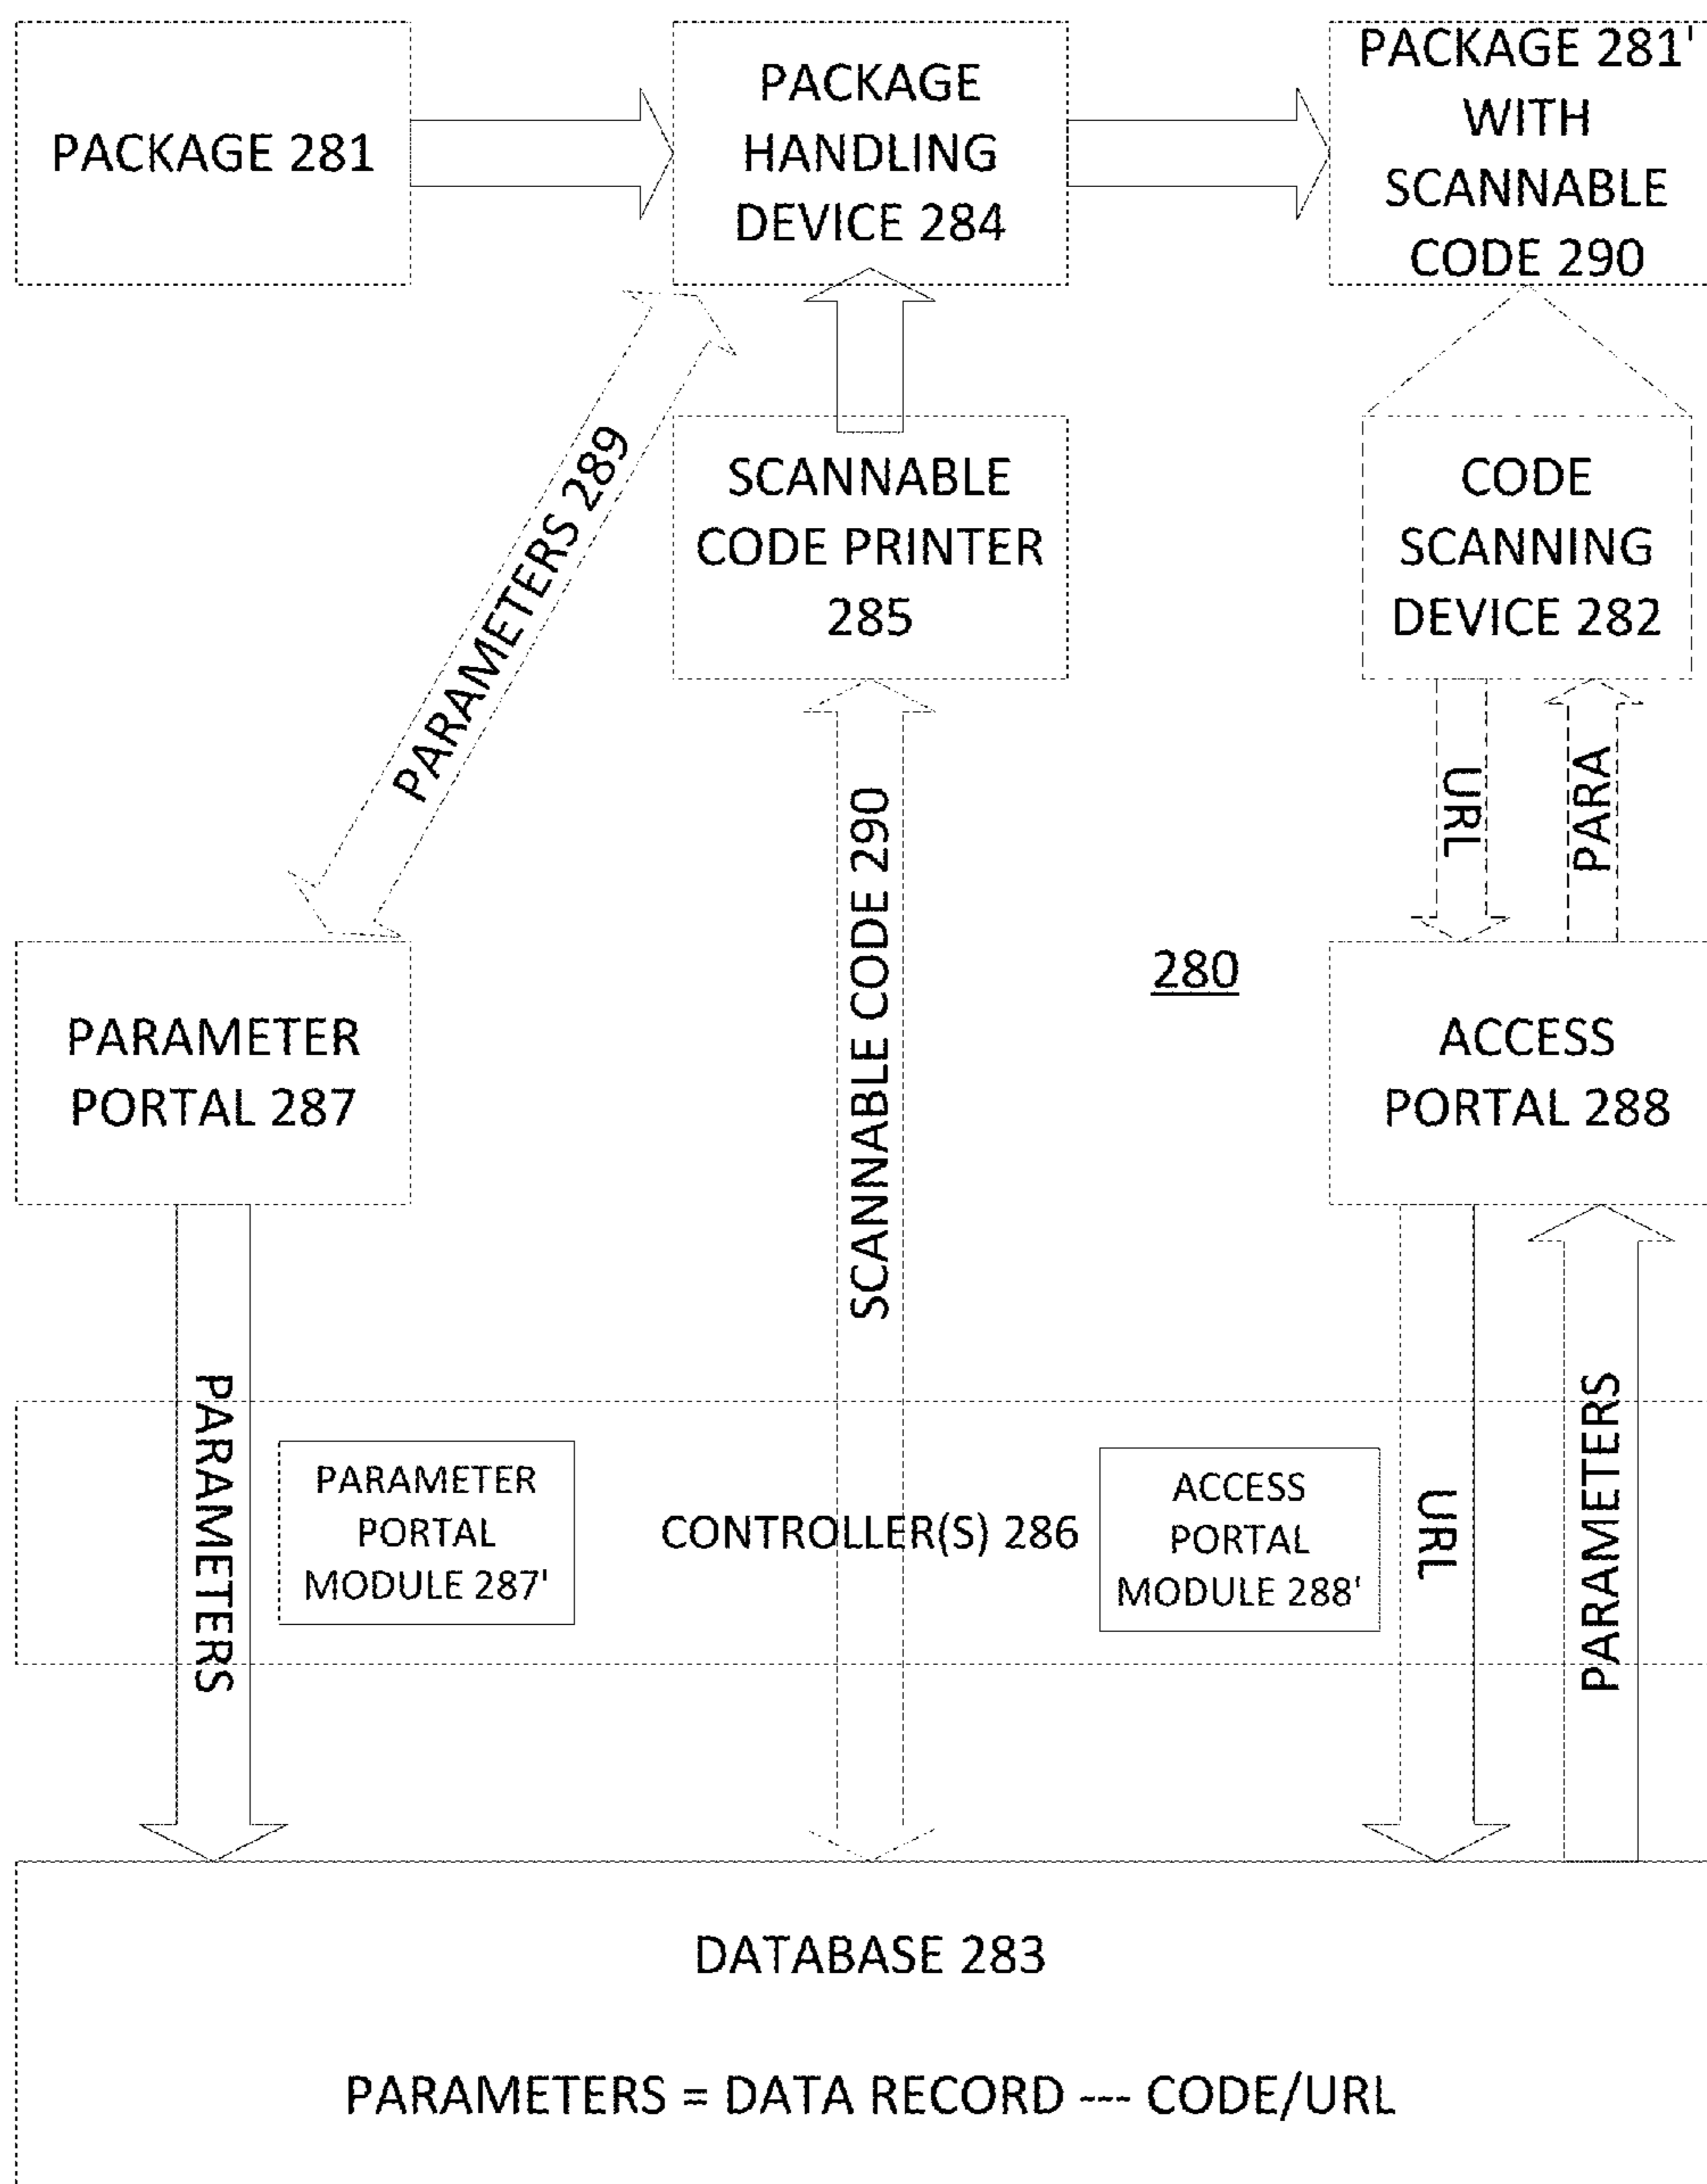 PACKAGE 281
PACKAGE
HANDLING
DEVICE 284
PACKAGE 281'
WITH
SCANNABLE
CODE 290
PARAMETERS 289
SCANNABLE
CODE PRINTER
285
CODE
SCANNING
DEVICE 282
URL
PARA
SCANNABLE CODE 290
280
PARAMETER
PORTAL 287
ACCESS
PORTAL 288
PARAMETERS
PARAMETER
PORTAL
MODULE 287'
CONTROLLER(S) 286
ACCESS
PORTAL
MODULE 288'
URL
PARAMETERS
DATABASE 283
PARAMETERS = DATA RECORD --- CODE/URL